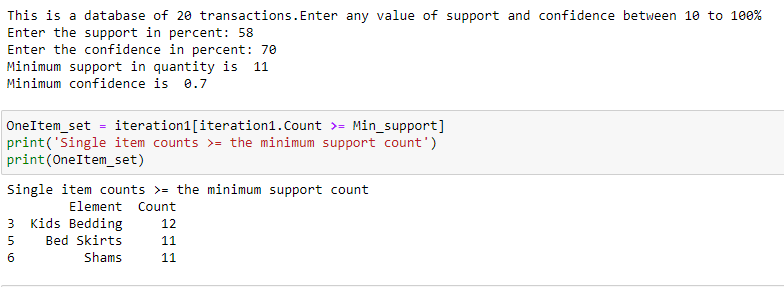 This is a database of 20 transactions.Enter any value of support and confidence between 10 to 100%
Enter the support in percent: 58
Enter the confidence in percent: 70
Minimum support in quantity is  11
Minimum confidence is  0.7
OneItem_set = iteration1[iteration1.Count >= Min_support]
print('Single item counts >= the minimum support count')
print(OneItem_set)
Single item counts >= the minimum support count
Element  Count
3  Kids Bedding     12
5    Bed Skirts     11
6         Shams     11